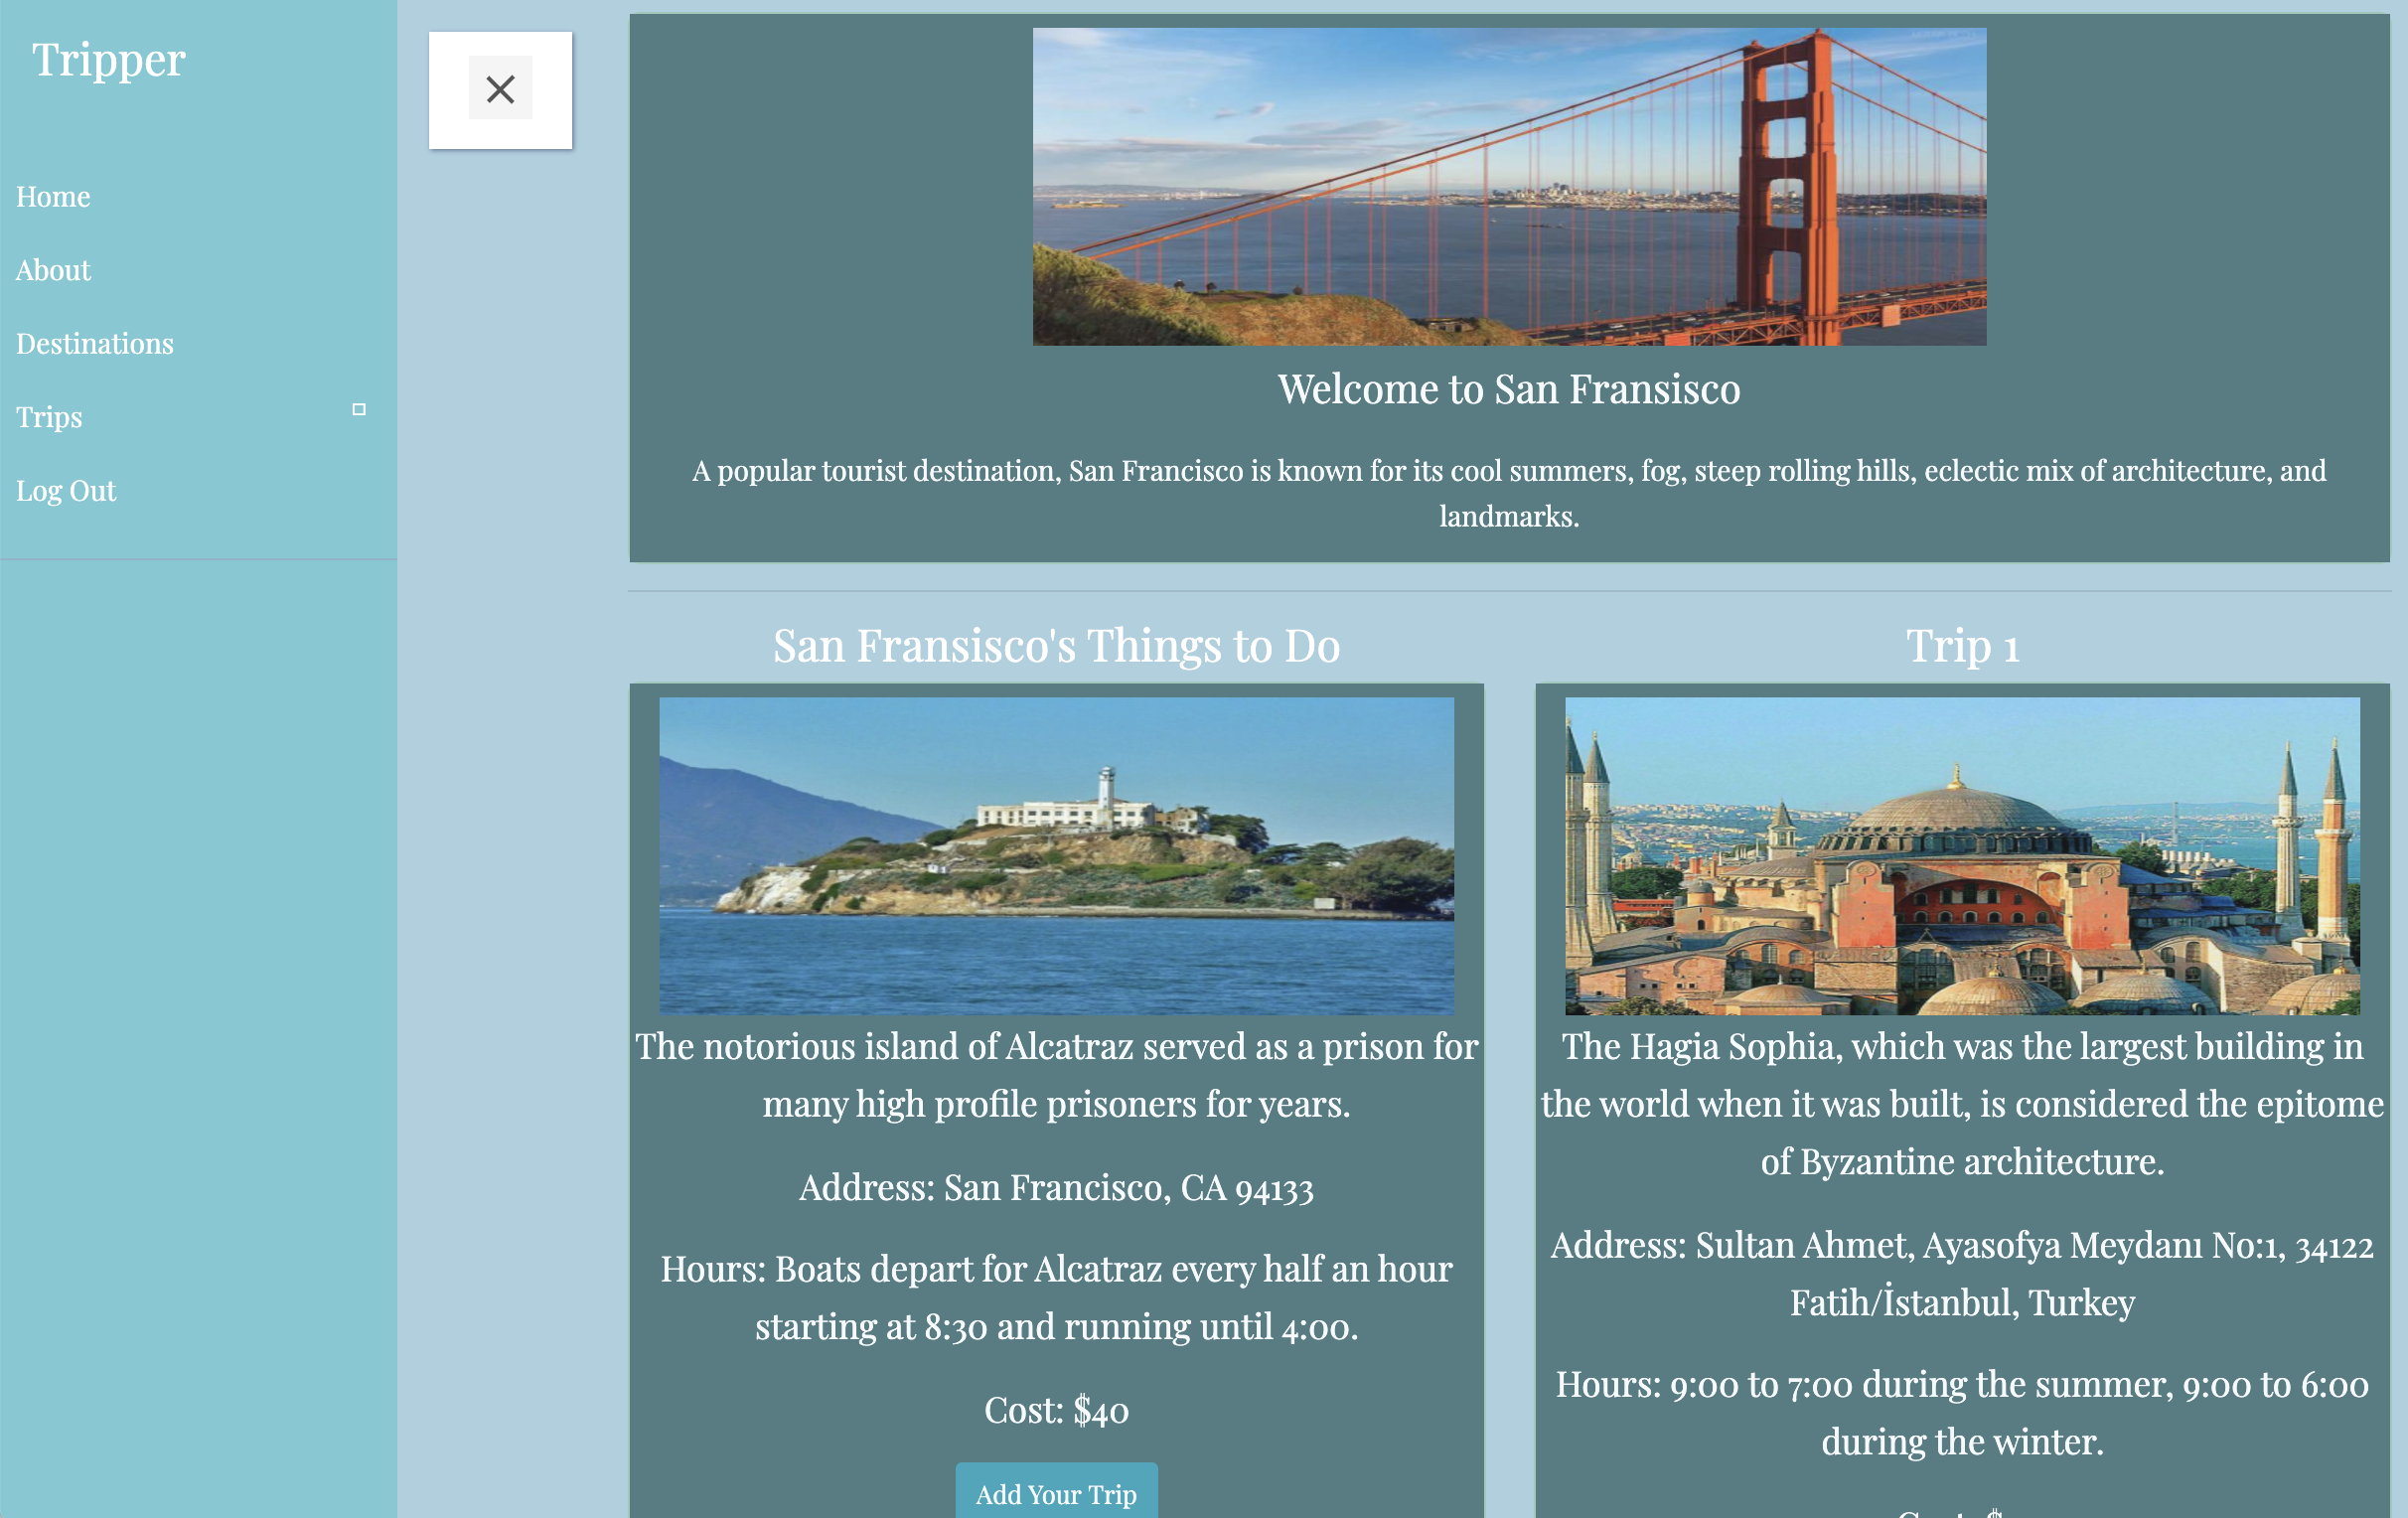 Tripper
Home
About
Destinations
Trips
Log Out
Welcome to San Fransisco
A popular tourist destination, San Francisco is known for its cool summers, fog, steep rolling hills, eclectic mix of architecture, and
landmarks.
San Fransisco's Things to Do
The notorious island of Alcatraz served as a prison for
many high profile prisoners for years.
Address: San Francisco, CA 94133
Hours: Boats depart for Alcatraz every half an hour
starting at 8:30 and running until 4:00.
Cost: $40
Add Your Trip
Trip 1
The Hagia Sophia, which was the largest building in
the world when it was built, is considered the epitome
of Byzantine architecture.
Address: Sultan Ahmet, Ayasofya Meydanı No:1, 34122
Fatih/İstanbul, Turkey
Hours: 9:00 to 7:00 during the summer, 9:00 to 6:00
during the winter.